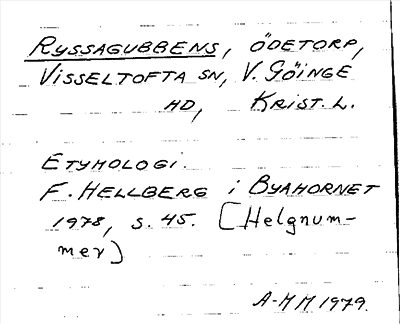 RYSSAGUBBENS, ÖDETORP,
VISSELTOFTA SN, V. GÖINGE
HD, KRIST. L.
ETYMOLOGI.
F. HELLBERG i BYAHORNET
1978, S. 45. [Helgnum-
mer]
A-M M 1979.